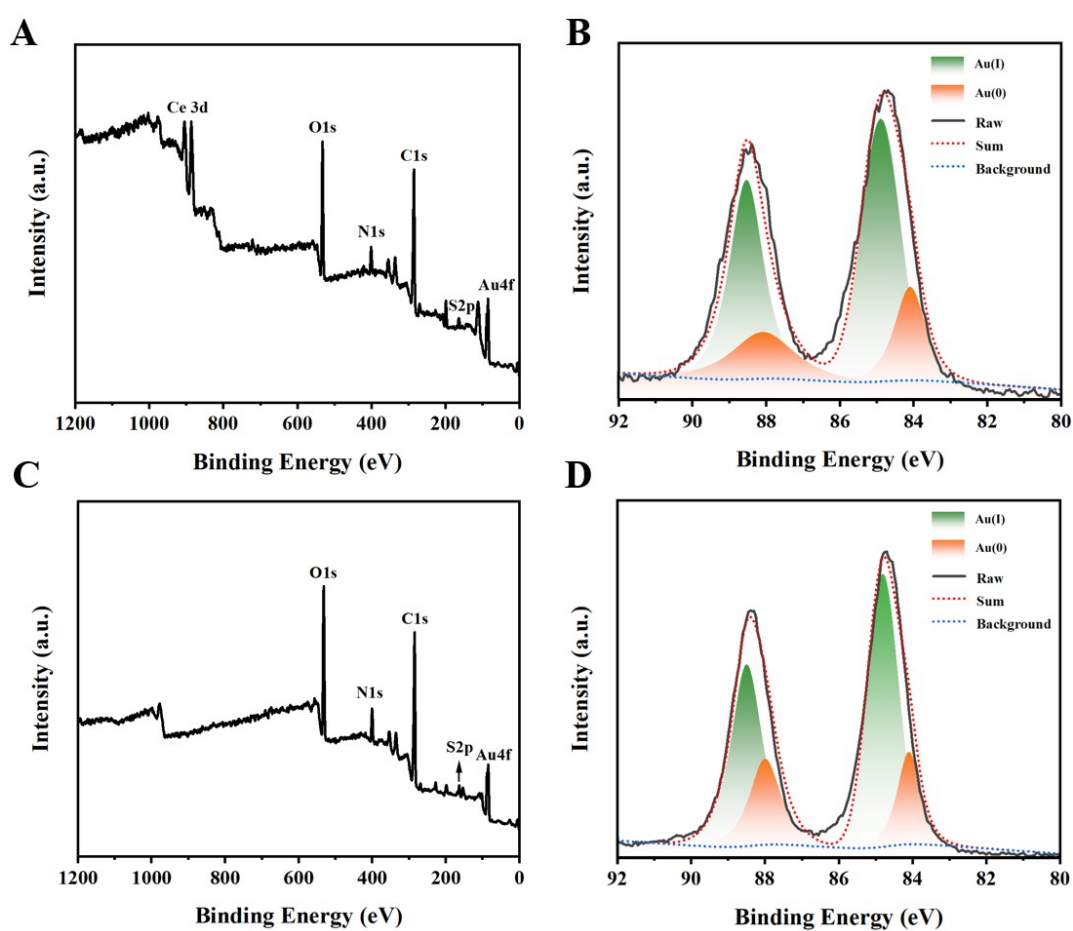 A
Ce 3d
O1s
C1s
N1s
S2p
Au4f
Intensity (a.u.)
1200 1000 800 600 400 200 0
Binding Energy (eV)
B
Au(I)
Au(0)
Raw
Sum
Background
Intensity (a.u.)
92 90 88 86 84 82 80
Binding Energy (eV)
C
O1s
C1s
N1s
S2p
Au4f
Intensity (a.u.)
1200 1000 800 600 400 200 0
Binding Energy (eV)
D
Au(I)
Au(0)
Raw
Sum
Background
Intensity (a.u.)
92 90 88 86 84 82 80
Binding Energy (eV)